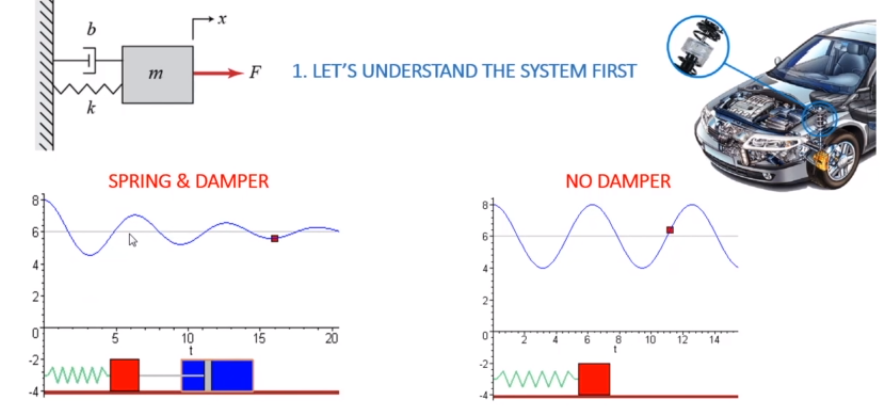 x
b
m
F
k
1. LET'S UNDERSTAND THE SYSTEM FIRST
SPRING & DAMPER
8
6
4
2
0
-2
-4
5 10 15 20
t
NO DAMPER
8
6
4
2
0
-2
-4
2 4 6 8 10 12 14
t